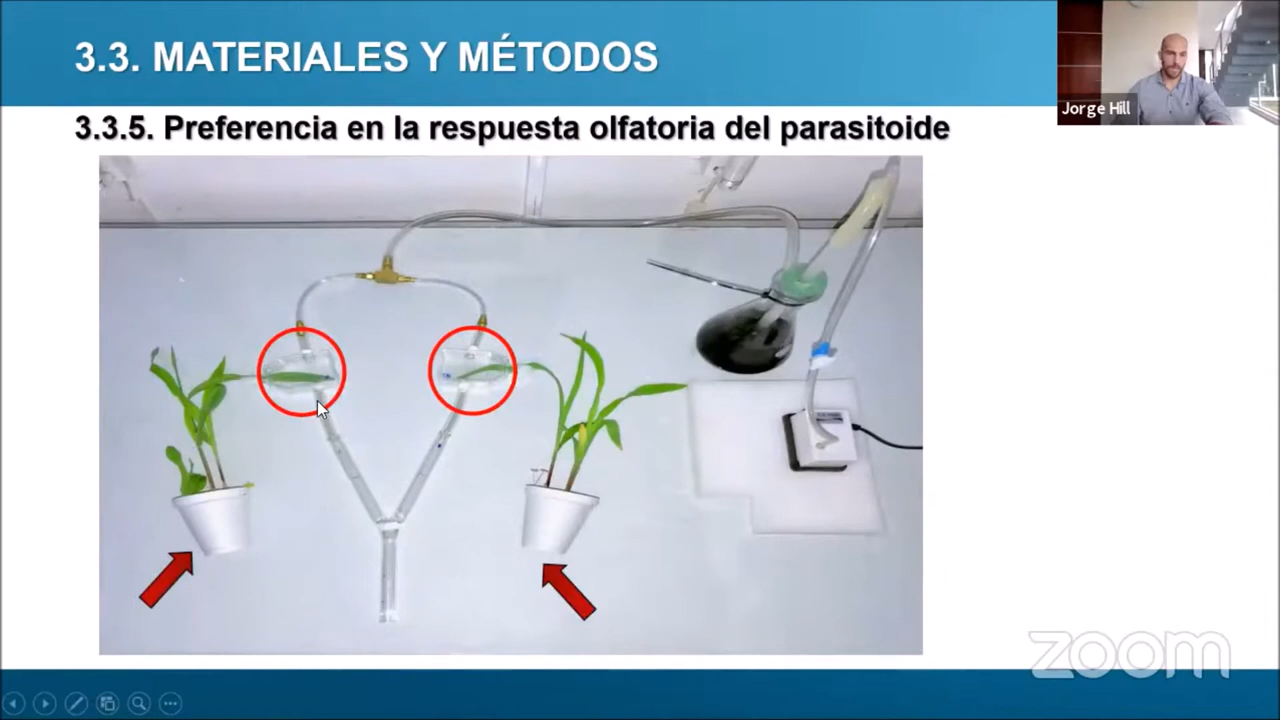 3.3. MATERIALES Y MÉTODOS
Jorge Hill
3.3.5. Preferencia en la respuesta olfatoria del parasitoide
zoom